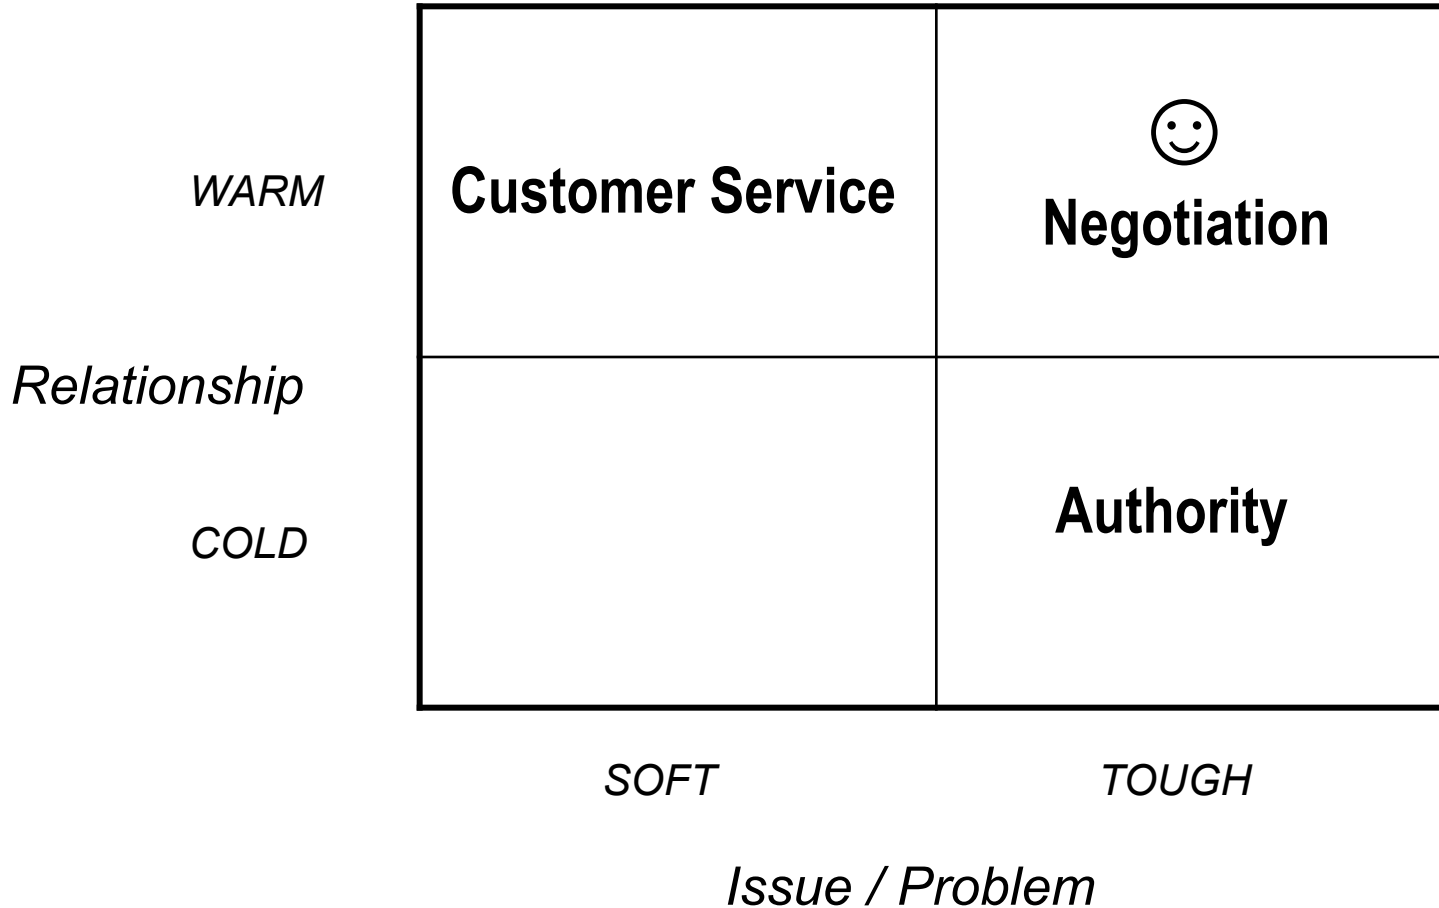 WARM
Customer Service
Negotiation
Relationship
COLD
Authority
SOFT
TOUGH
Issue / Problem